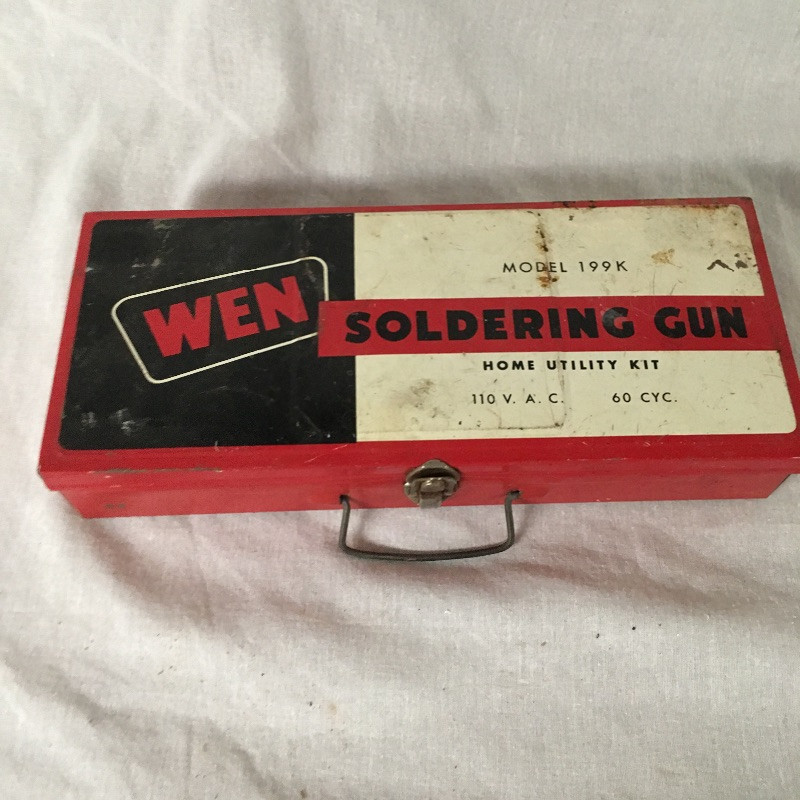 WEN
MODEL 199K
SOLDERING GUN
HOME UTILITY KIT
110 V. A. C. 60 CYC.